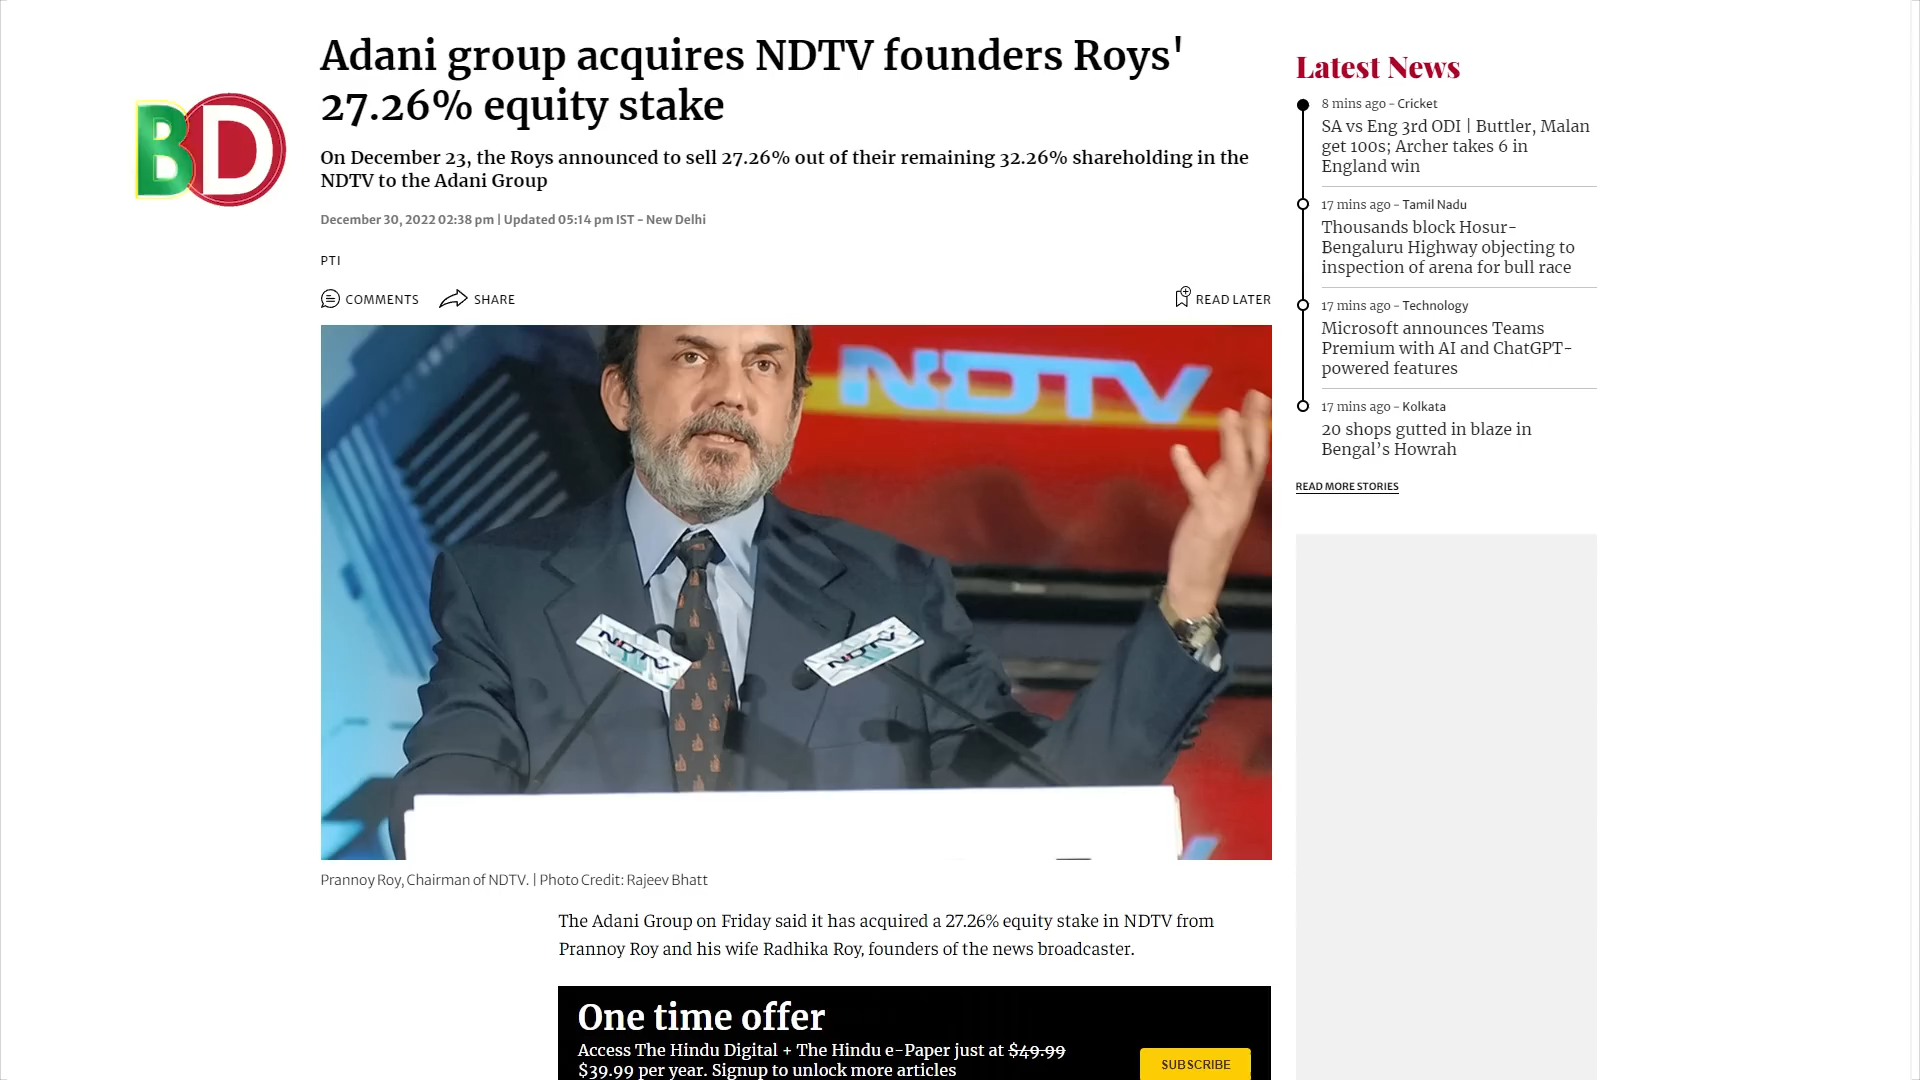 Adani group acquires NDTV founders Roys'
27.26% equity stake
BD
On December 23, the Roys announced to sell 27.26% out of their remaining 32.26% shareholding in the
NDTV to the Adani Group
December 30, 2022 02:38 pm | Updated 05:14 pm IST - New Delhi
PTI
COMMENTS SHARE READ LATER
NDTV
NDTV NDTV
Prannoy Roy, Chairman of NDTV. | Photo Credit: Rajeev Bhatt
The Adani Group on Friday said it has acquired a 27.26% equity stake in NDTV from
Prannoy Roy and his wife Radhika Roy, founders of the news broadcaster.
One time offer
Access The Hindu Digital + The Hindu e-Paper just at $49.99
$39.99 per year. Signup to unlock more articles
SUBSCRIBE
Latest News
8 mins ago - Cricket
SA vs Eng 3rd ODI | Buttler, Malan
get 100s; Archer takes 6 in
England win
17 mins ago - Tamil Nadu
Thousands block Hosur-
Bengaluru Highway objecting to
inspection of arena for bull race
17 mins ago - Technology
Microsoft announces Teams
Premium with AI and ChatGPT-
powered features
17 mins ago - Kolkata
20 shops gutted in blaze in
Bengal’s Howrah
READ MORE STORIES